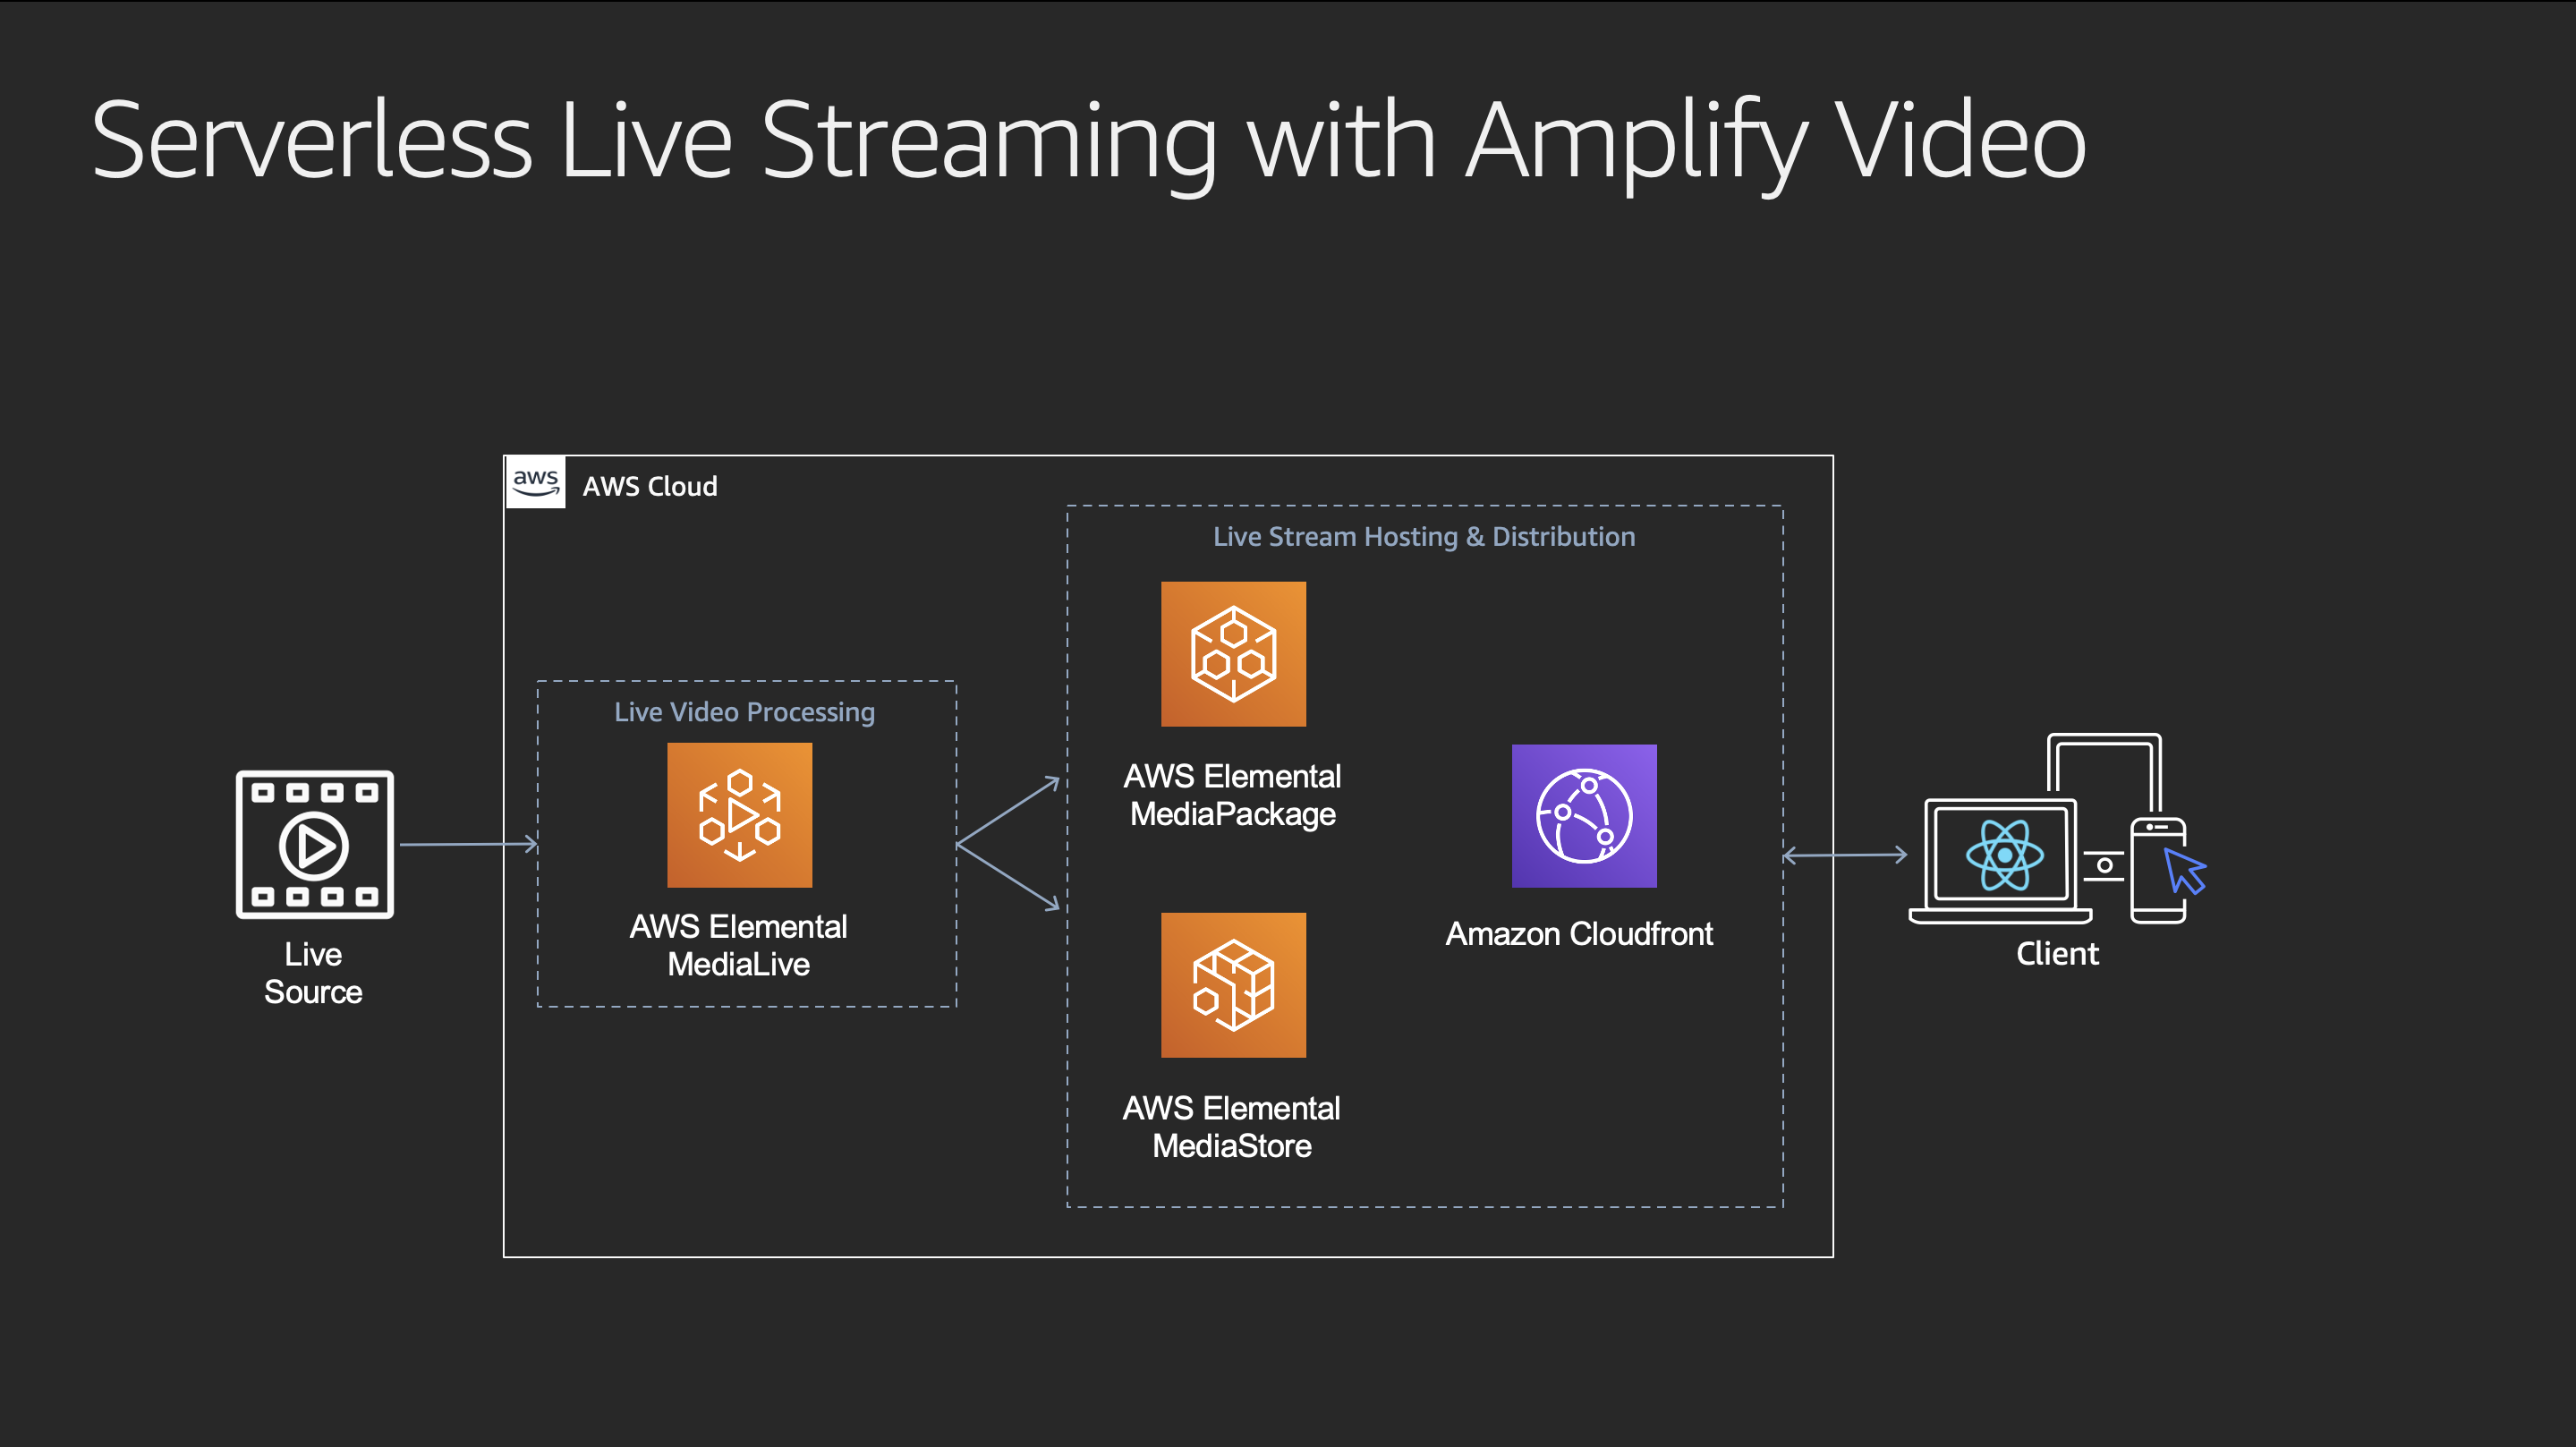 Serverless Live Streaming with Amplify Video
aws
AWS Cloud
Live Stream Hosting & Distribution
Live Video Processing
AWS Elemental
MediaPackage
AWS Elemental
MediaLive
Amazon Cloudfront
Live
Source
Client
AWS Elemental
MediaStore